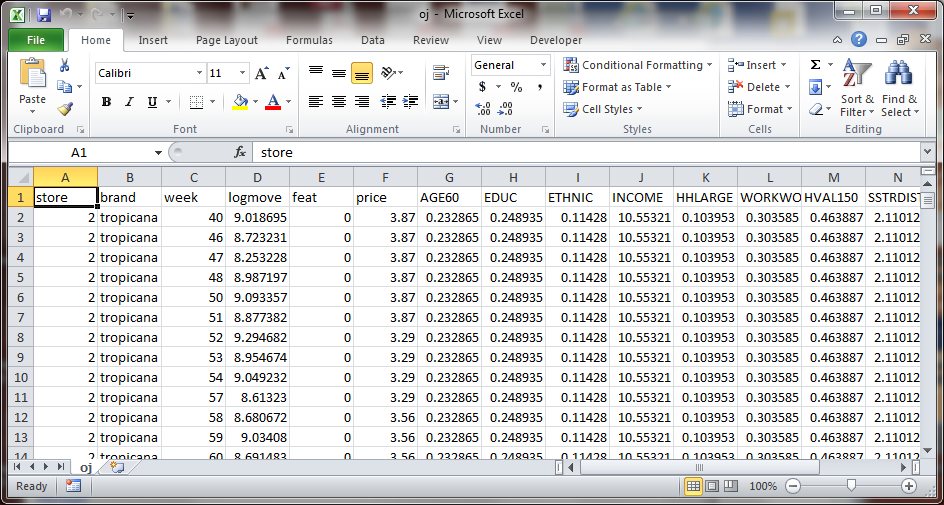 oj - Microsoft Excel
File Home Insert Page Layout Formulas Data Review View Developer
Paste
Calibri 11 A A
B I U A
General
$ % ,
Conditional Formatting
Format as Table
Cell Styles
Insert
Delete
Format
Σ
Sort & Filter
Find & Select
Clipboard Font Alignment Number Styles Cells Editing
A1 fx store
A B C D E F G H I J K L M N
1 store brand week logmove feat price AGE60 EDUC ETHNIC INCOME HHLARGE WORKWO HVAL150 SSTRDIST
2 2 tropicana 40 9.018695 0 3.87 0.232865 0.248935 0.11428 10.55321 0.103953 0.303585 0.463887 2.11012
3 2 tropicana 46 8.723231 0 3.87 0.232865 0.248935 0.11428 10.55321 0.103953 0.303585 0.463887 2.11012
4 2 tropicana 47 8.253228 0 3.87 0.232865 0.248935 0.11428 10.55321 0.103953 0.303585 0.463887 2.11012
5 2 tropicana 48 8.987197 0 3.87 0.232865 0.248935 0.11428 10.55321 0.103953 0.303585 0.463887 2.11012
6 2 tropicana 50 9.093357 0 3.87 0.232865 0.248935 0.11428 10.55321 0.103953 0.303585 0.463887 2.11012
7 2 tropicana 51 8.877382 0 3.87 0.232865 0.248935 0.11428 10.55321 0.103953 0.303585 0.463887 2.11012
8 2 tropicana 52 9.294682 0 3.29 0.232865 0.248935 0.11428 10.55321 0.103953 0.303585 0.463887 2.11012
9 2 tropicana 53 8.954674 0 3.29 0.232865 0.248935 0.11428 10.55321 0.103953 0.303585 0.463887 2.11012
10 2 tropicana 54 9.049232 0 3.29 0.232865 0.248935 0.11428 10.55321 0.103953 0.303585 0.463887 2.11012
11 2 tropicana 57 8.61323 0 3.29 0.232865 0.248935 0.11428 10.55321 0.103953 0.303585 0.463887 2.11012
12 2 tropicana 58 8.680672 0 3.56 0.232865 0.248935 0.11428 10.55321 0.103953 0.303585 0.463887 2.11012
13 2 tropicana 59 9.03408 0 3.56 0.232865 0.248935 0.11428 10.55321 0.103953 0.303585 0.463887 2.11012
14 2 tropicana 60 8.691483 0 3.56 0.232865 0.248935 0.11428 10.55321 0.103953 0.303585 0.463887 2.11012
oj
Ready 100%